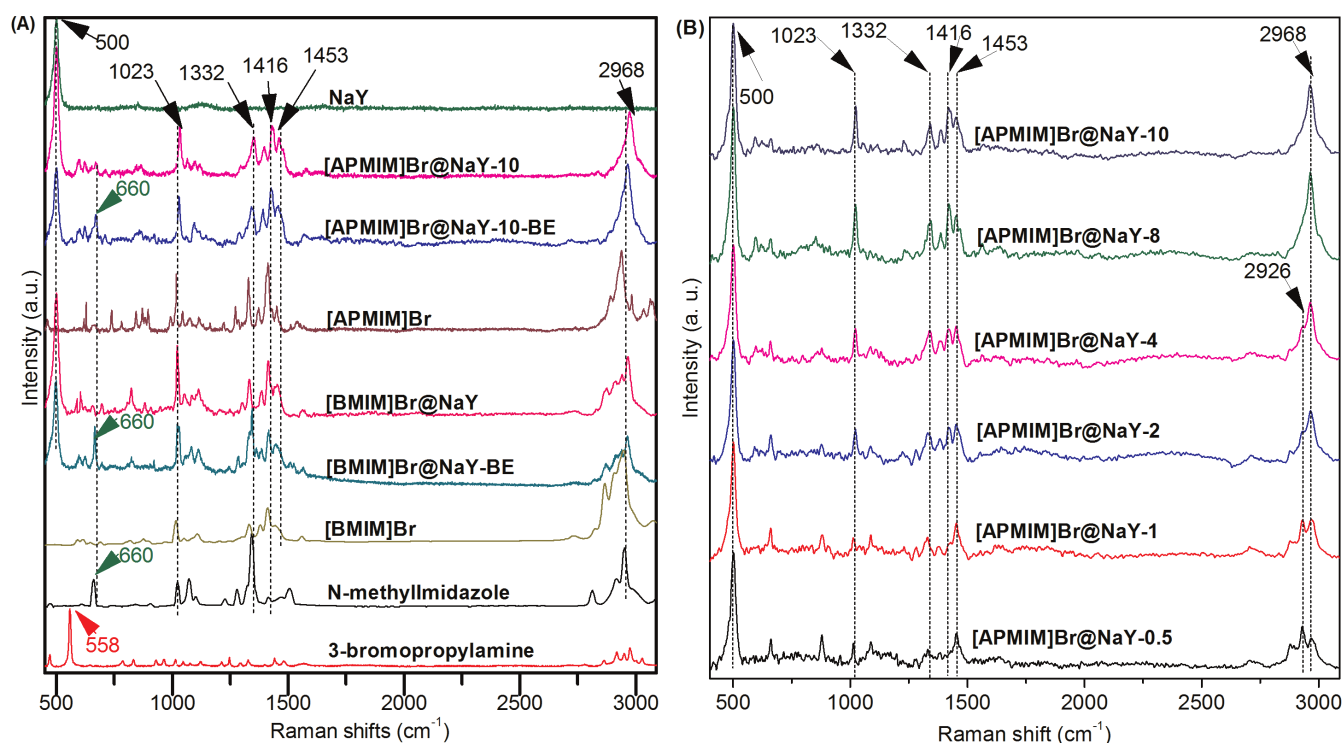 (A)
500
1023
1332
1416
1453
2968
NaY
[APMIM]Br@NaY-10
660
[APMIM]Br@NaY-10-BE
[APMIM]Br
[BMIM]Br@NaY
660
[BMIM]Br@NaY-BE
[BMIM]Br
660
N-methyllmidazole
558
3-bromopropylamine
Intensity (a.u.)
500 1000 1500 2000 2500 3000
Raman shifts (cm⁻¹)
(B)
500
1023
1332
1416
1453
2968
[APMIM]Br@NaY-10
[APMIM]Br@NaY-8
2926
[APMIM]Br@NaY-4
[APMIM]Br@NaY-2
[APMIM]Br@NaY-1
[APMIM]Br@NaY-0.5
Intensity (a. u.)
500 1000 1500 2000 2500 3000
Raman shift (cm⁻¹)